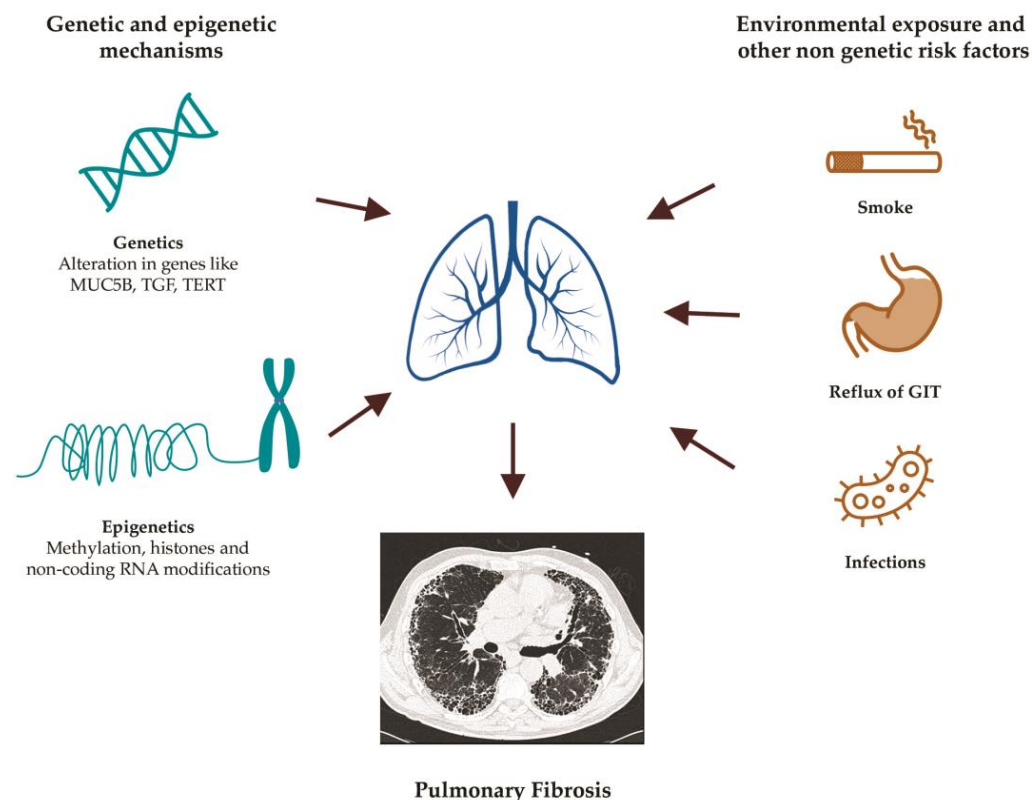 Genetic and epigenetic
mechanisms
Genetics
Alteration in genes like
MUC5B, TGF, TERT
Epigenetics
Methylation, histones and
non-coding RNA modifications
Environmental exposure and
other non genetic risk factors
Smoke
Reflux of GIT
Infections
Pulmonary Fibrosis